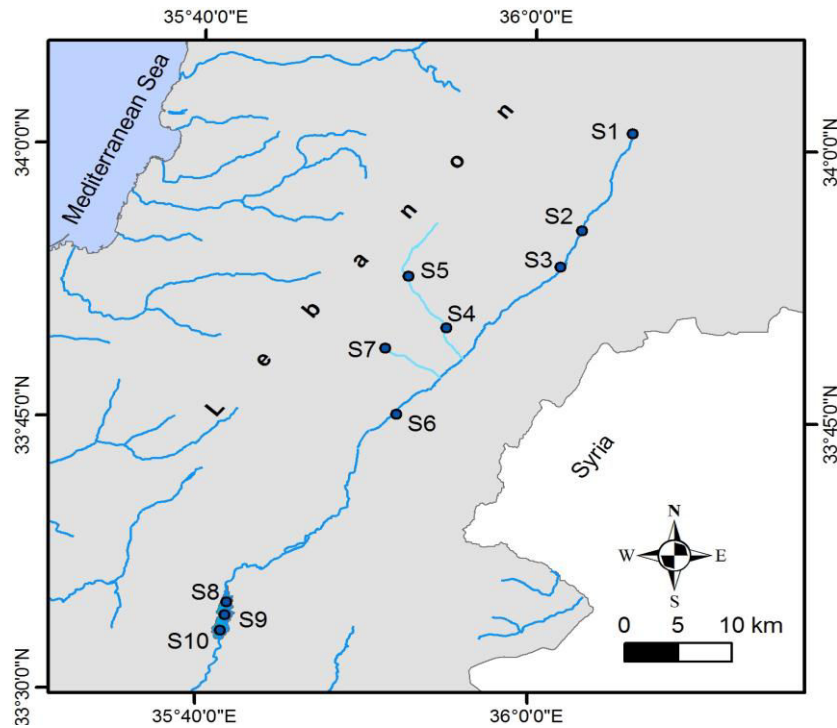 35°40'0"E
36°0'0"E
34°0'0"N
34°0'0"N
Mediterranean Sea
Lebanon
S1
S2
S3
S5
S4
S7
S6
33°45'0"N
33°45'0"N
Syria
N
W
E
S
S8
S9
S10
0 5 10 km
33°30'0"N
33°30'0"N
35°40'0"E
36°0'0"E